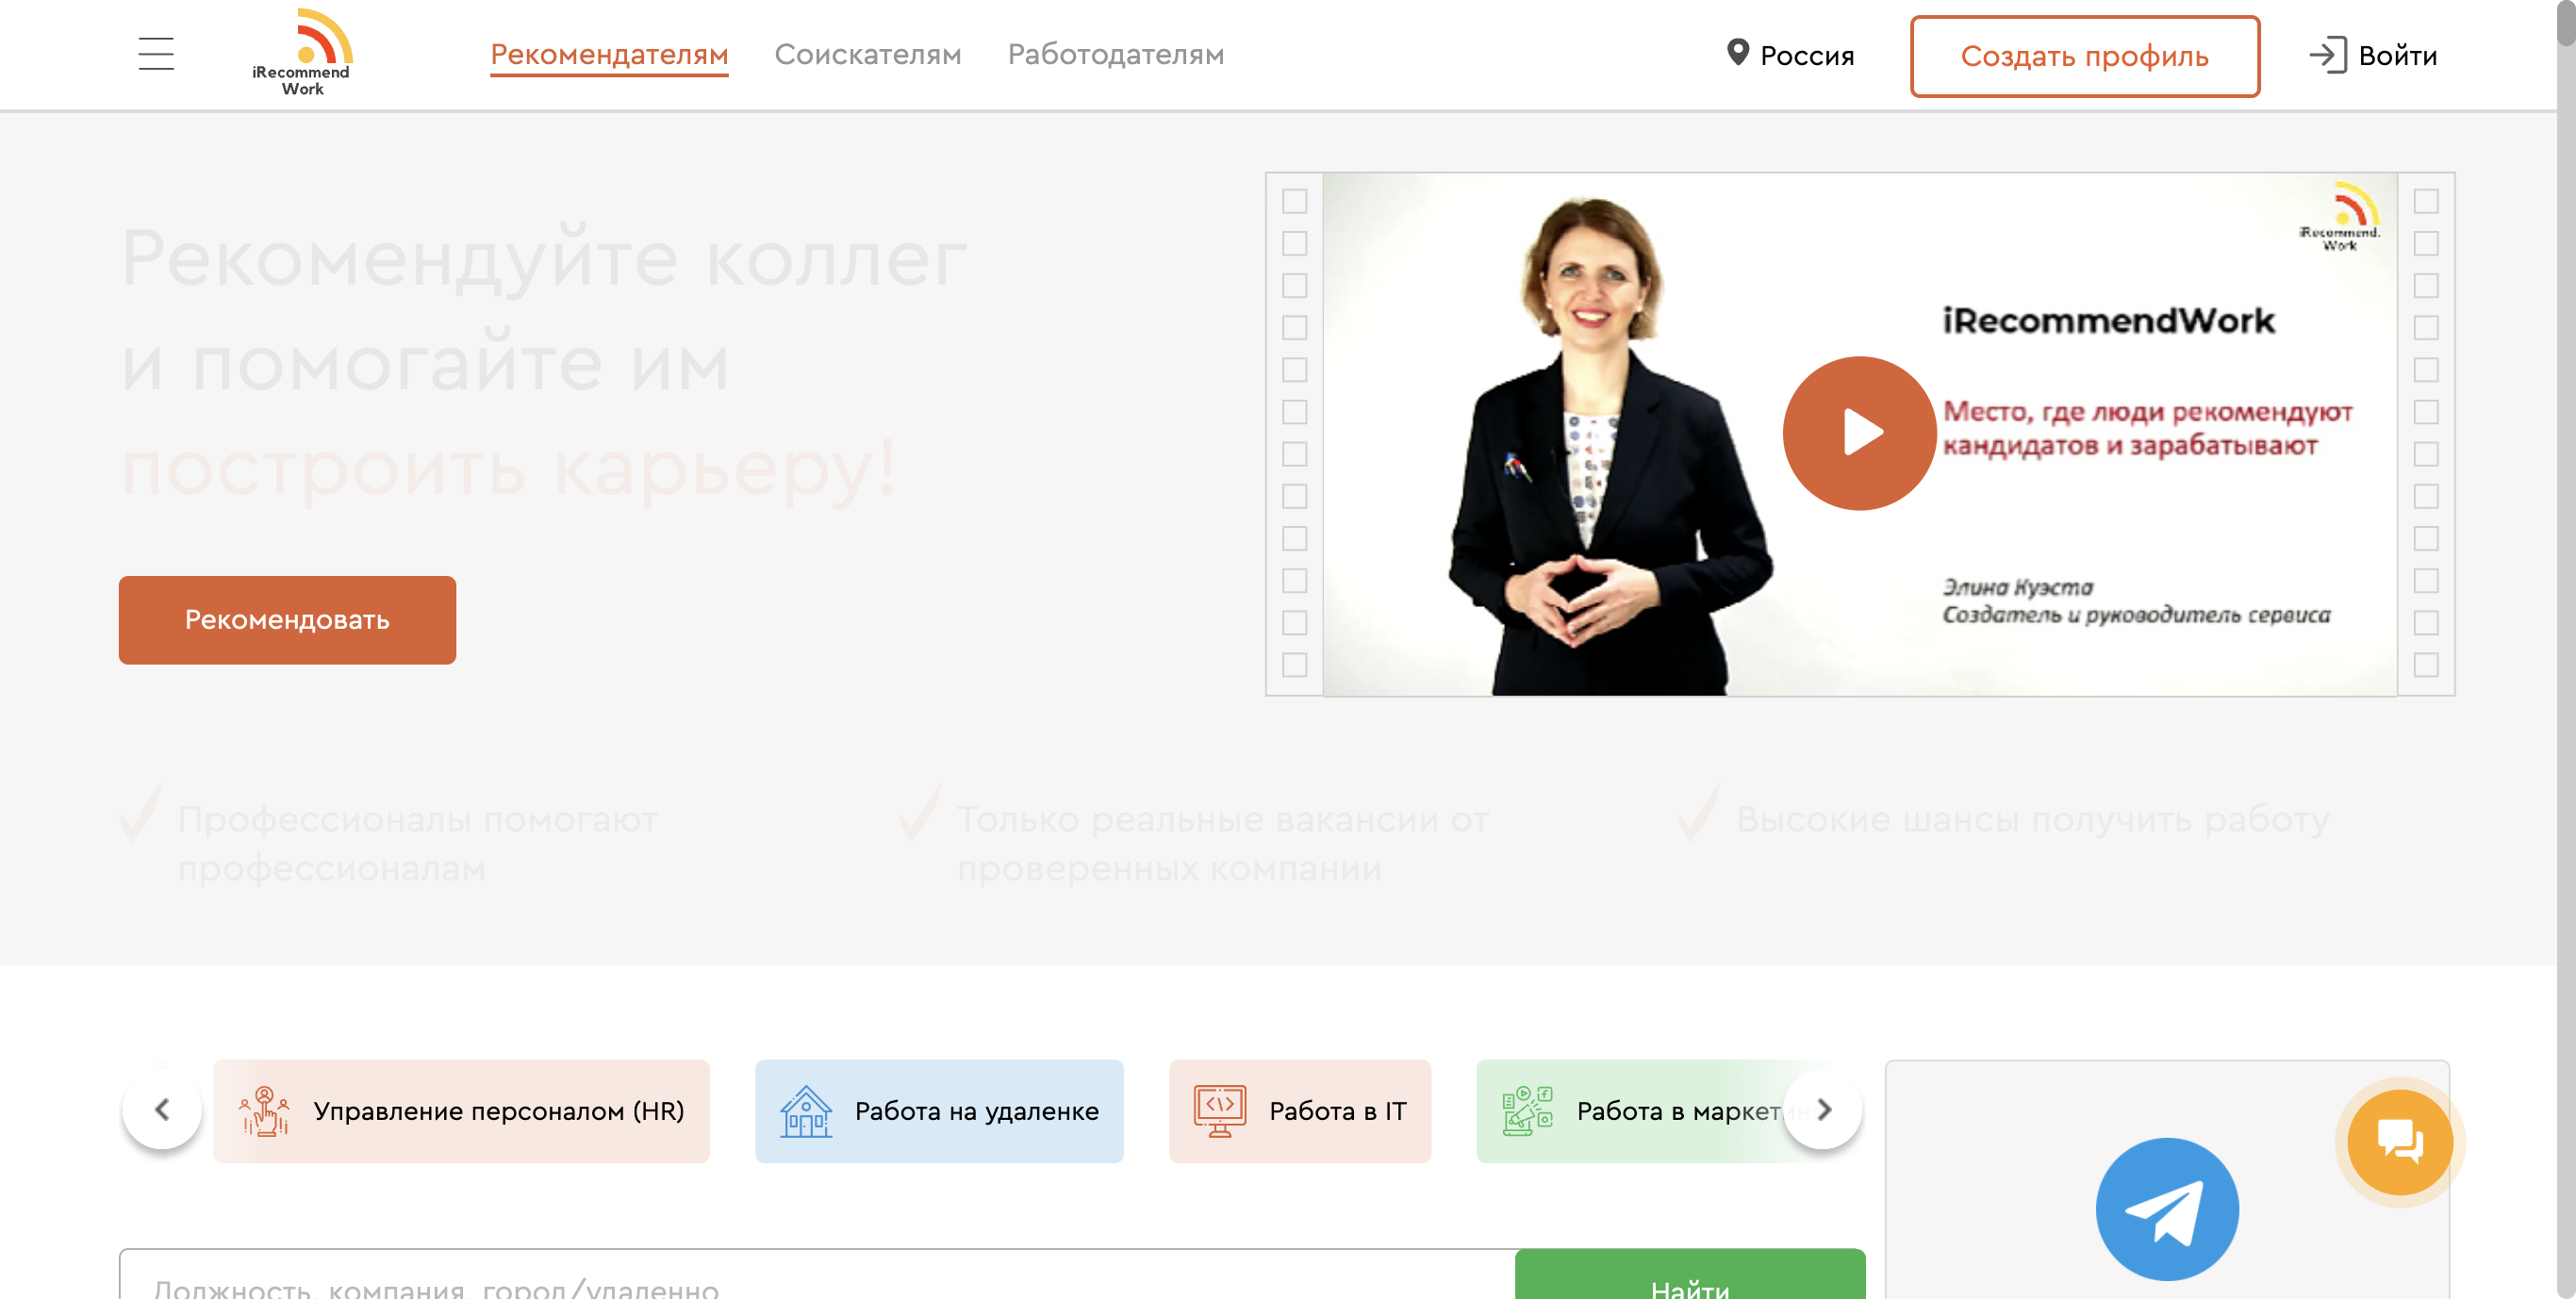 iRecommend
Work
Рекомендателям
Соискателям
Работодателям
Россия
Создать профиль
Войти
Рекомендуйте коллег
и помогайте им
построить карьеру!
Рекомендовать
iRecommend.
Work
iRecommendWork
Место, где люди рекомендуют
кандидатов и зарабатывают
Элина Куэста
Создатель и руководитель сервиса
Профессионалы помогают
профессионалам
Только реальные вакансии от
проверенных компании
Высокие шансы получить работу
Управление персоналом (HR)
Работа на удаленке
Работа в IT
Работа в маркетин
Должность, компания, город/удаленно
Найти